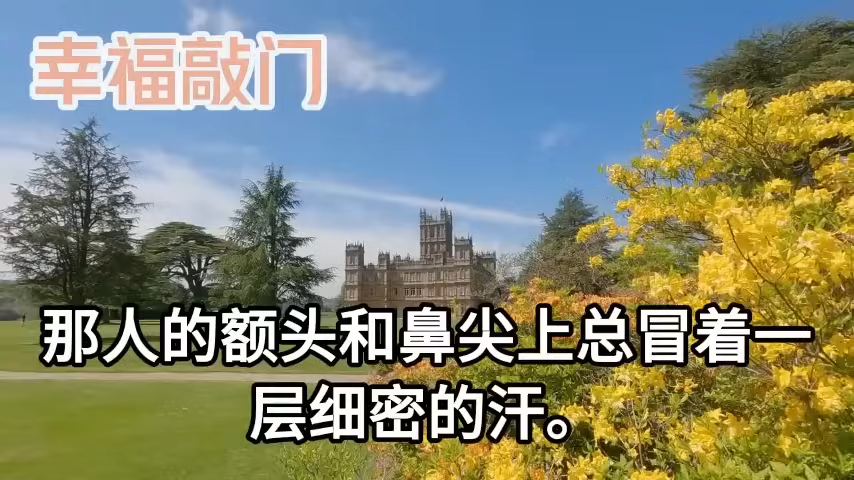 幸福敲门
那人的额头和鼻尖上总冒着一
层细密的汗。